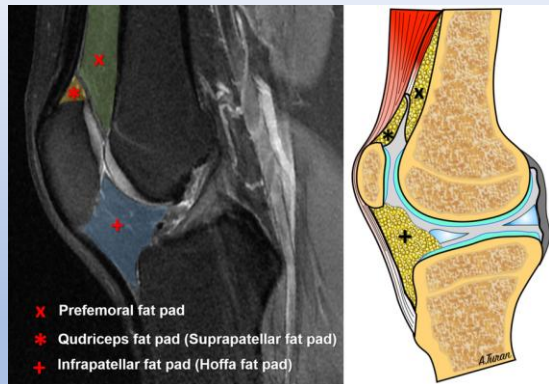 x Prefemoral fat pad
* Qudriceps fat pad (Suprapatellar fat pad)
+ Infrapatellar fat pad (Hoffa fat pad)
A.Turan